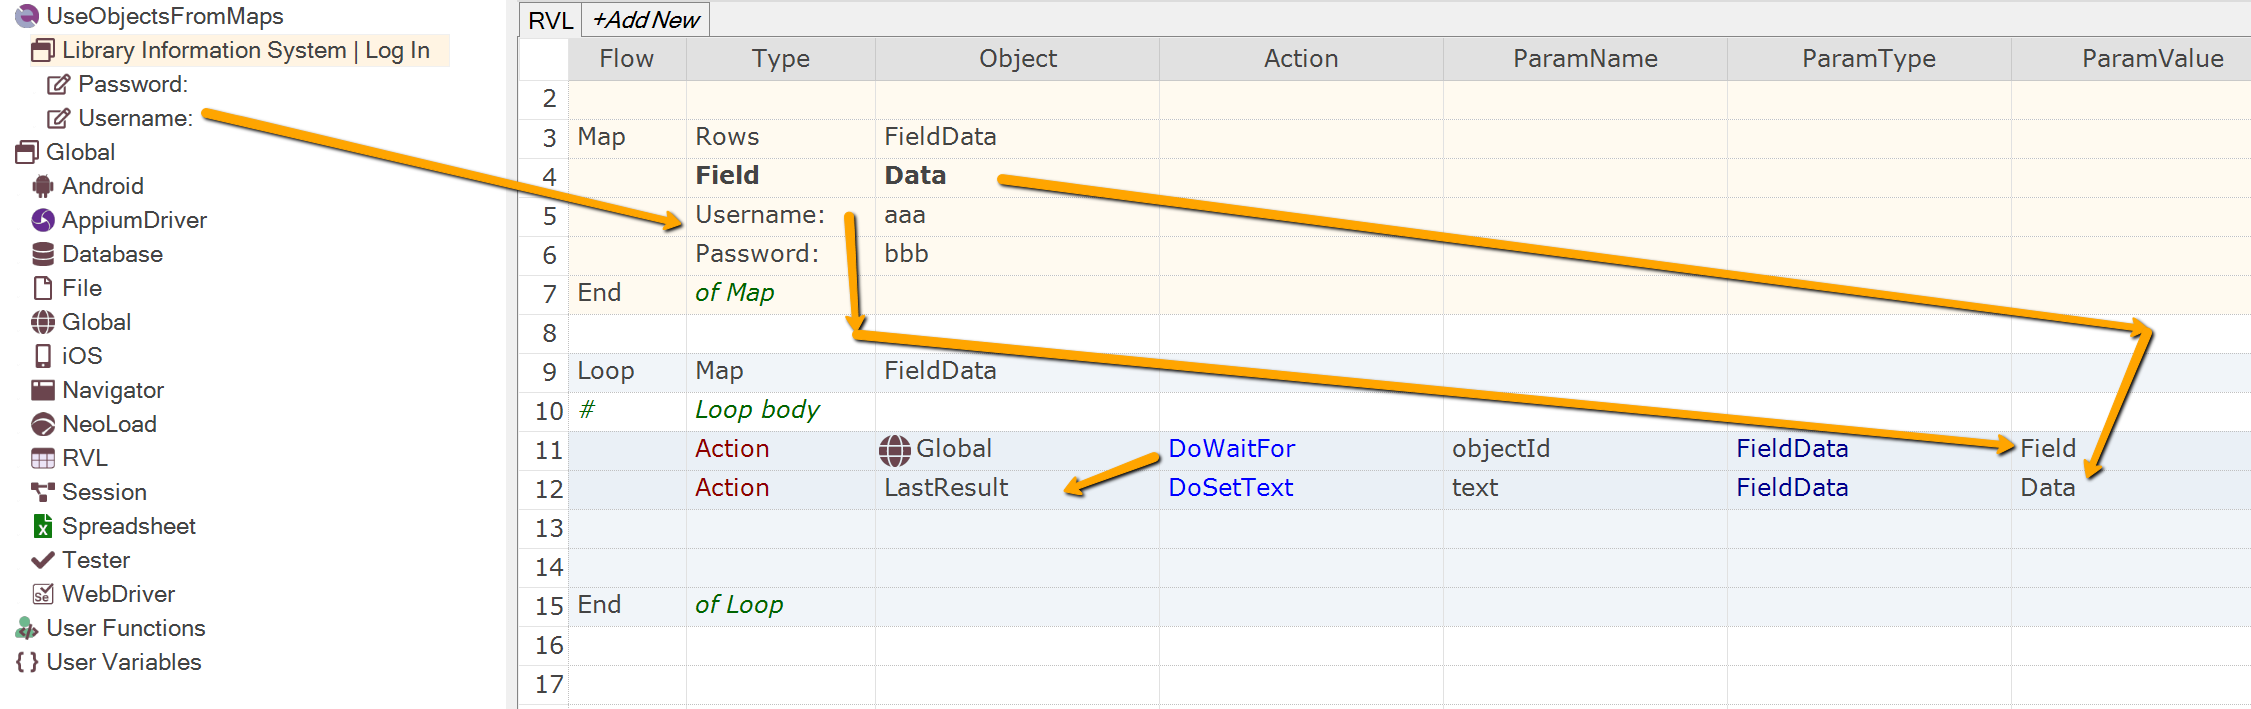 UseObjectsFromMaps
Library Information System | Log In
Password:
Username:
Global
Android
AppiumDriver
Database
File
Global
iOS
Navigator
NeoLoad
RVL
Session
Spreadsheet
Tester
WebDriver
User Functions
User Variables
RVL +Add New
Flow Type Object Action ParamName ParamType ParamValue
2
3 Map Rows FieldData
4 Field Data
5 Username: aaa
6 Password: bbb
7 End of Map
8
9 Loop Map FieldData
10 # Loop body
11 Action Global DoWaitFor objectId FieldData Field
12 Action LastResult DoSetText text FieldData Data
13
14
15 End of Loop
16
17